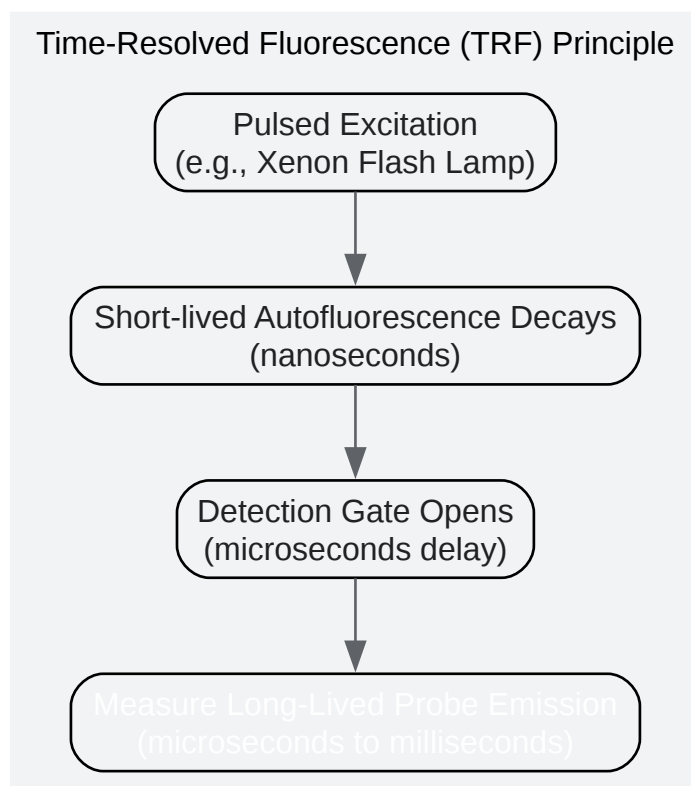 Time-Resolved Fluorescence (TRF) Principle
Pulsed Excitation
(e.g., Xenon Flash Lamp)
Short-lived Autofluorescence Decays
(nanoseconds)
Detection Gate Opens
(microseconds delay)
Measure Long-Lived Probe Emission
(microseconds to milliseconds)